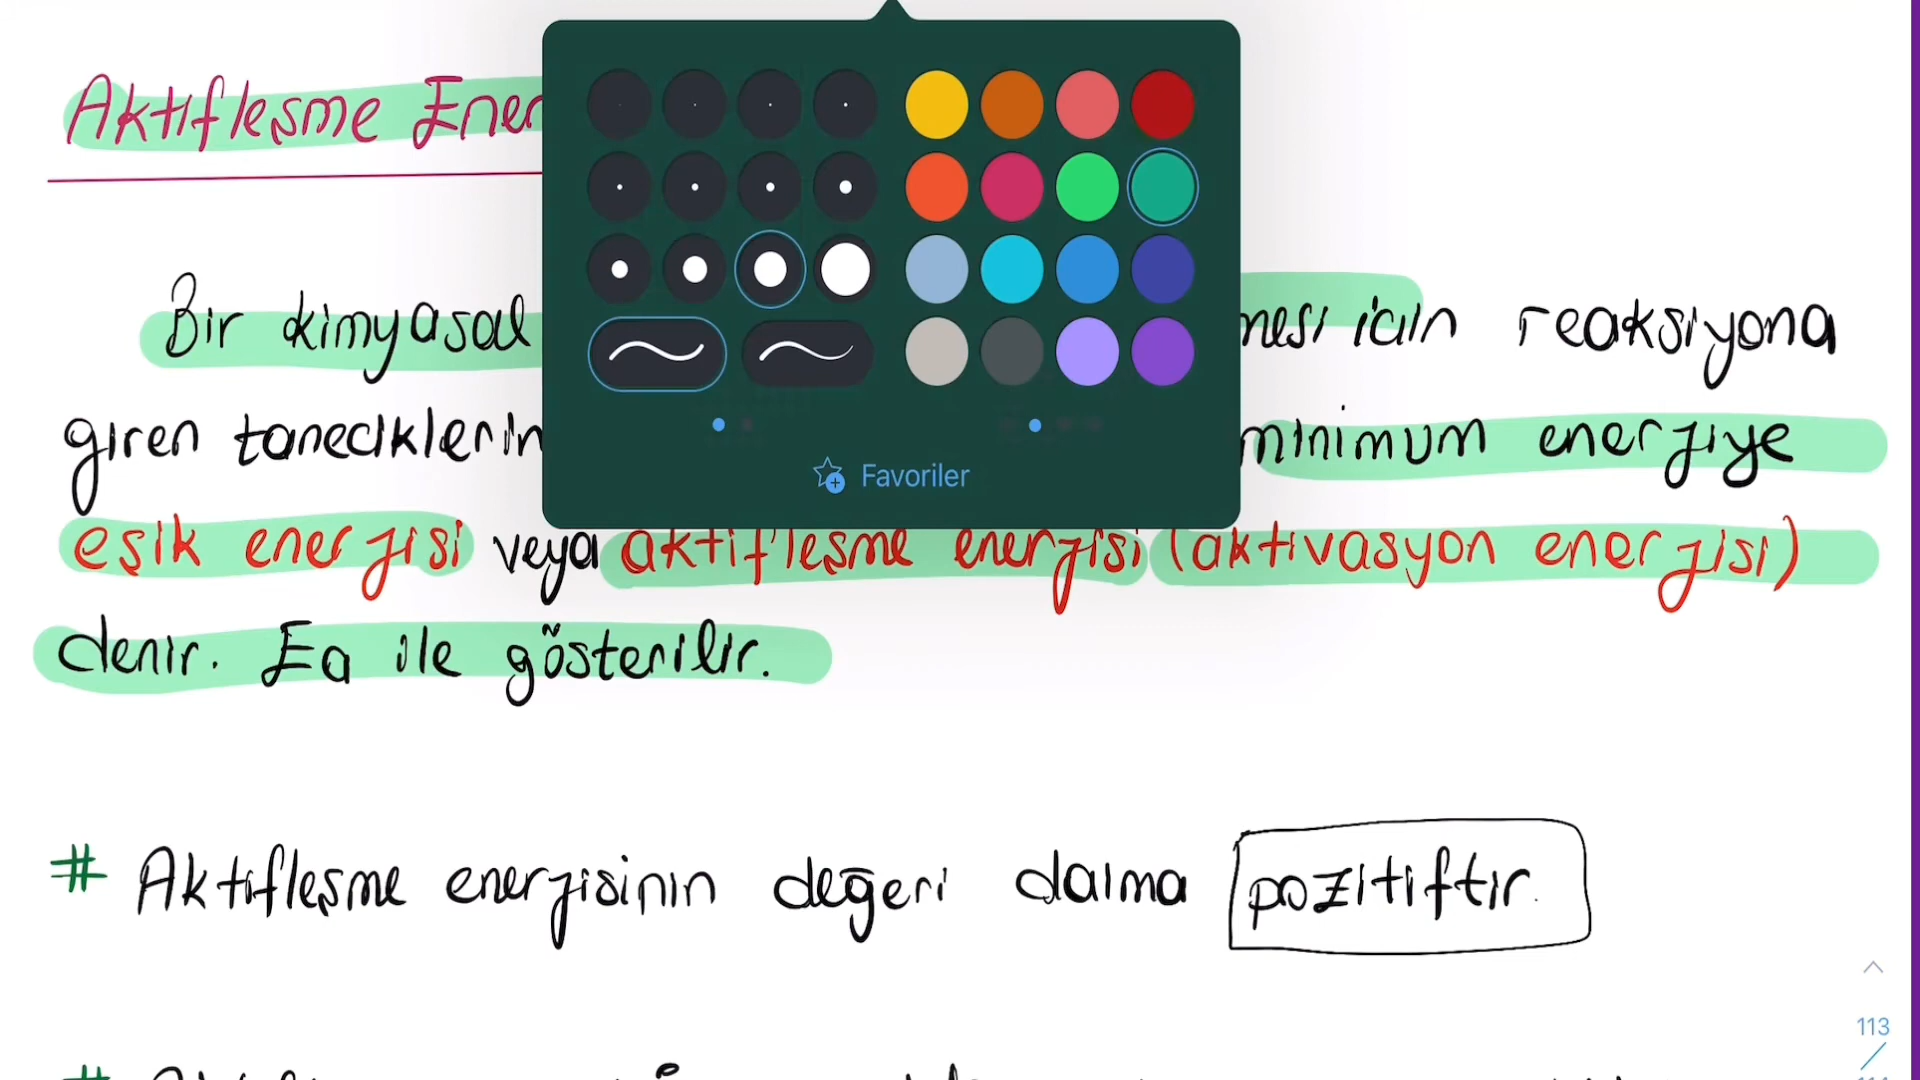 Aktifleşme Ener
Bir kimyasal mesi için reaksiyona
giren taneciklerin minimum enerjiye
eşik enerjisi veya aktifleşme enerjisi (aktivasyon enerjisi)
denir. Ea ile gösterilir.
# Aktifleşme enerjisinin değeri daima pozitiftir.
Favoriler
113